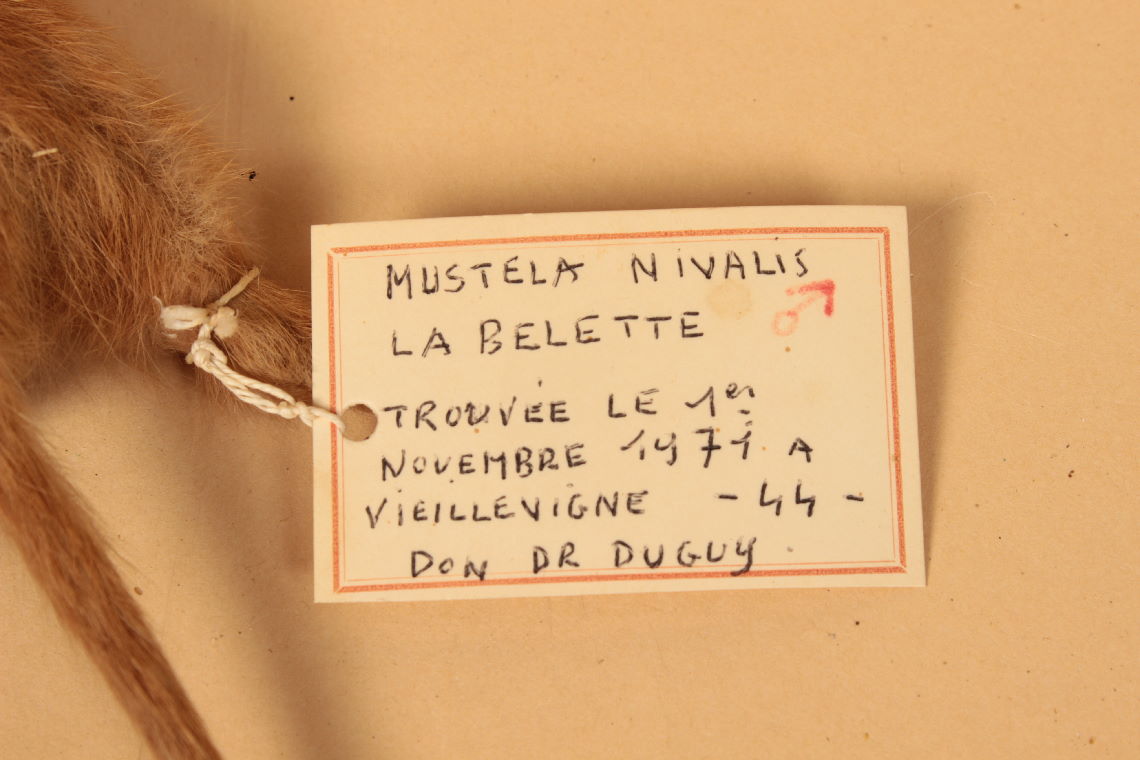 MUSTELA NIVALIS
♂
LA BELETTE
TROUVÉE LE 1er
NOVEMBRE 1971 A
VIEILLEVIGNE - 44 -
DON DR DUGUY.